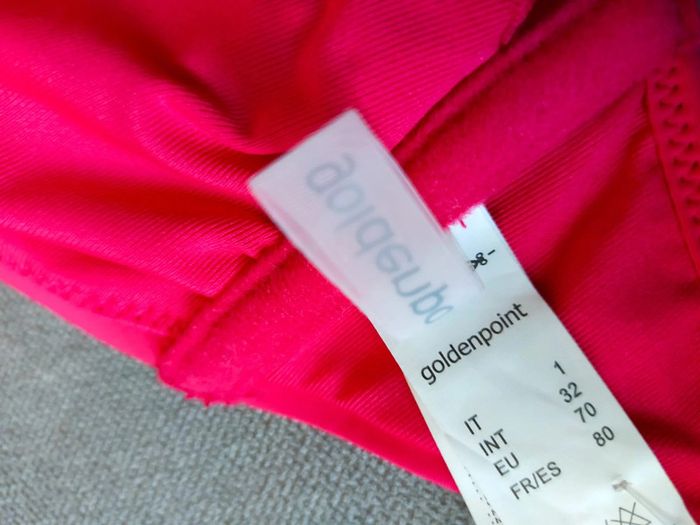 goldenpoint
IT 1
INT 32
EU 70
FR/ES 80